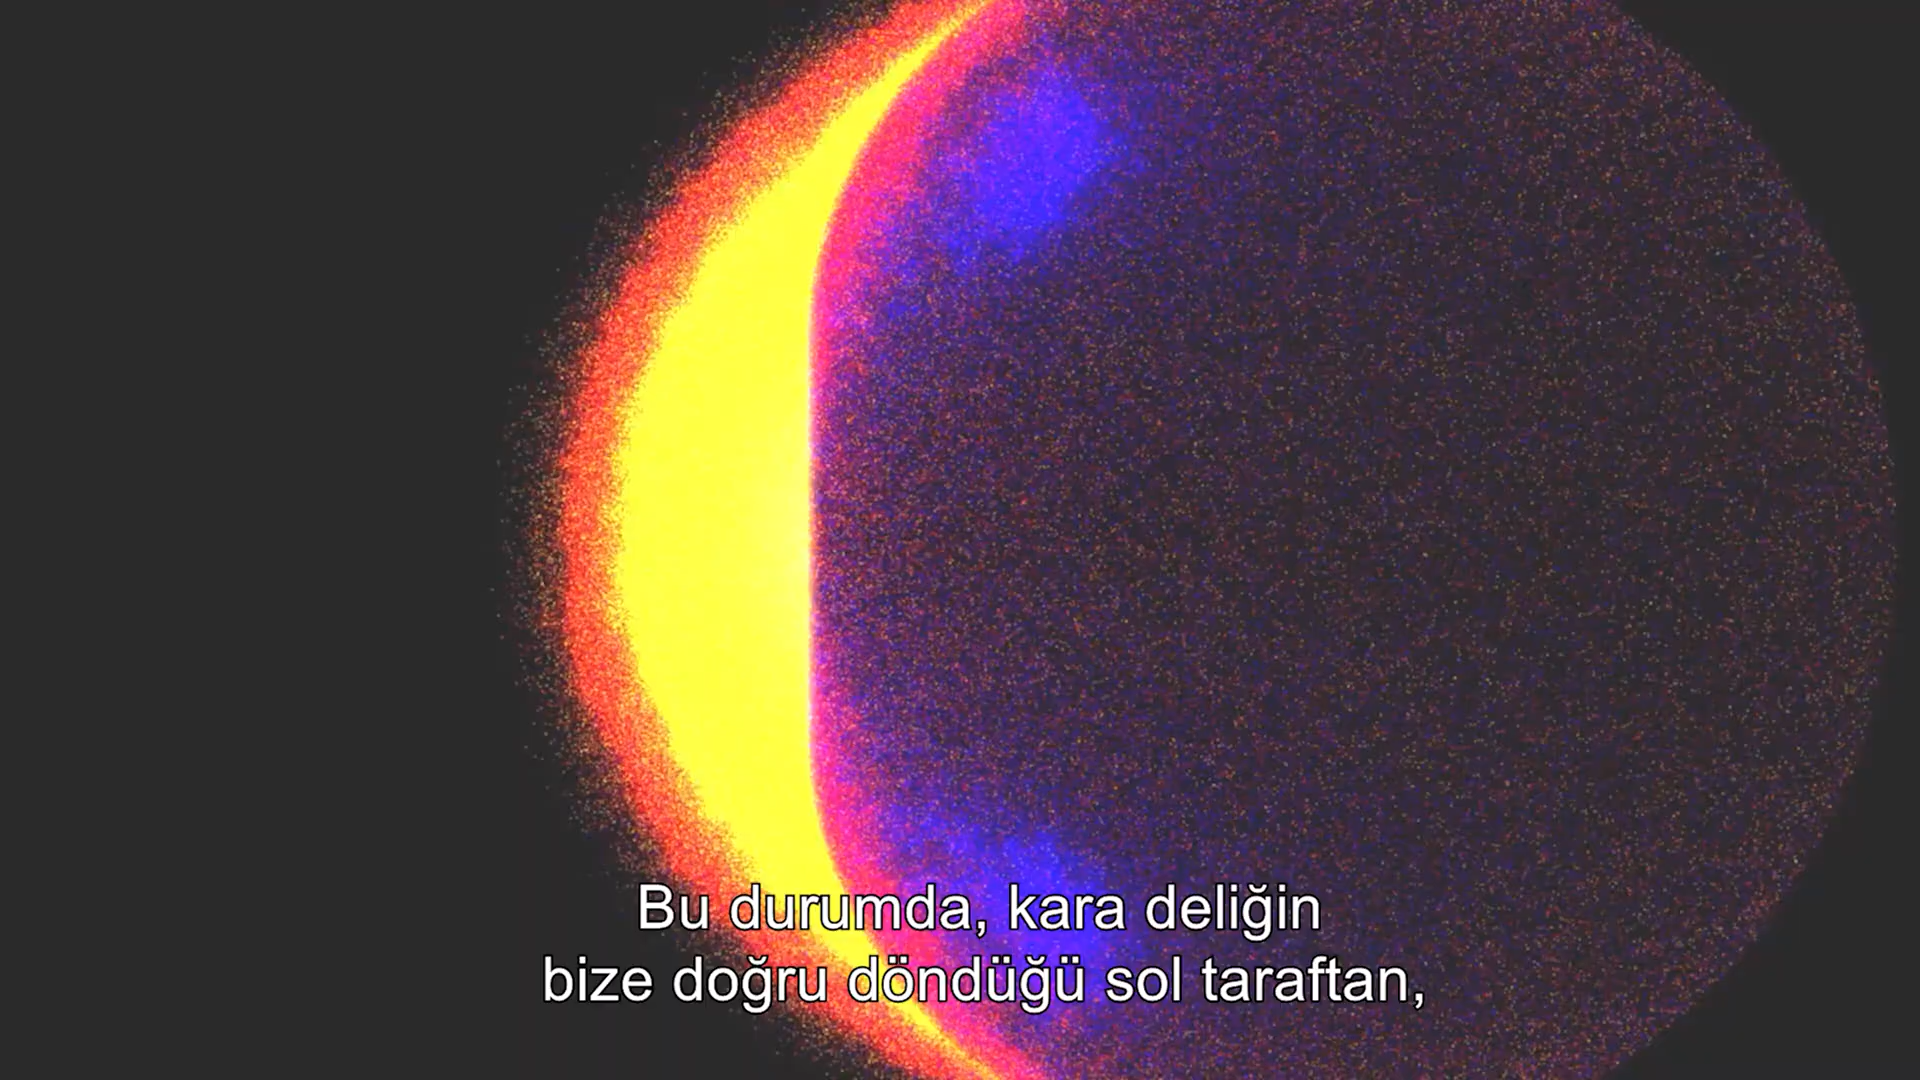 Bu durumda, kara deliğin
bize doğru döndüğü sol taraftan,